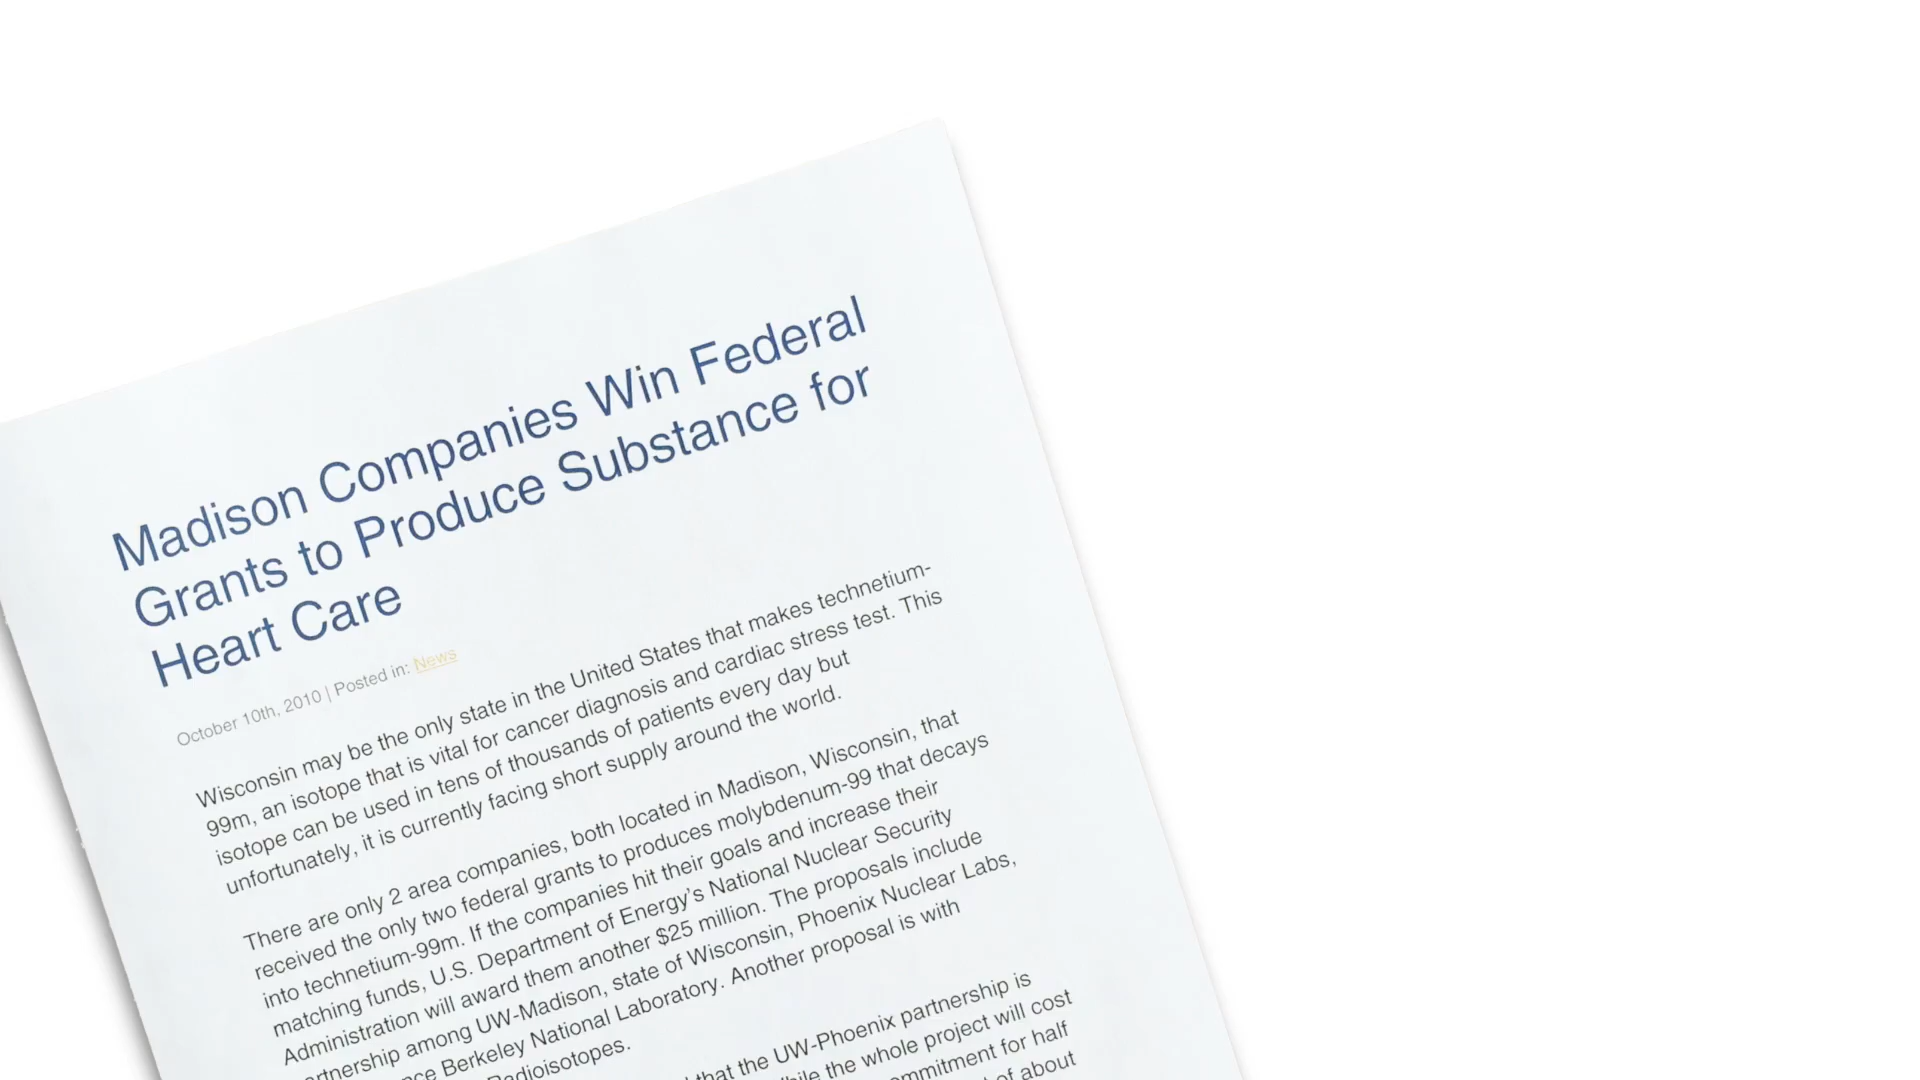 Madison Companies Win Federal
Grants to Produce Substance for
Heart Care
October 10th, 2010 | Posted in: News
Wisconsin may be the only state in the United States that makes technetium-
99m, an isotope that is vital for cancer diagnosis and cardiac stress test. This
isotope can be used in tens of thousands of patients every day but
unfortunately, it is currently facing short supply around the world.
There are only 2 area companies, both located in Madison, Wisconsin, that
received the only two federal grants to produces molybdenum-99 that decays
into technetium-99m. If the companies hit their goals and increase their
matching funds, U.S. Department of Energy’s National Nuclear Security
Administration will award them another $25 million. The proposals include
partnership among UW-Madison, state of Wisconsin, Phoenix Nuclear Labs,
Berkeley National Laboratory. Another proposal is with
Radioisotopes.
that the UW-Phoenix partnership is
the whole project will cost
for half
of about